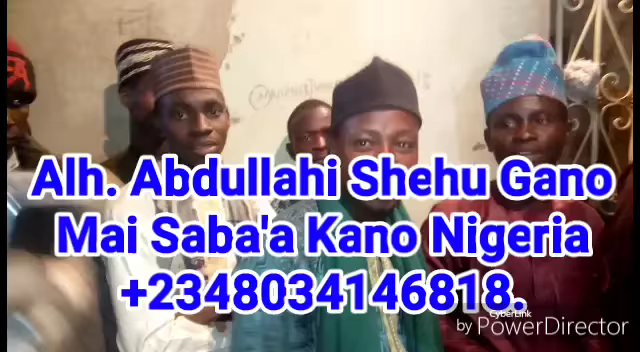 Alh. Abdullahi Shehu Gano
Mai Saba'a Kano Nigeria
+2348034146818.
CyberLink
by PowerDirector